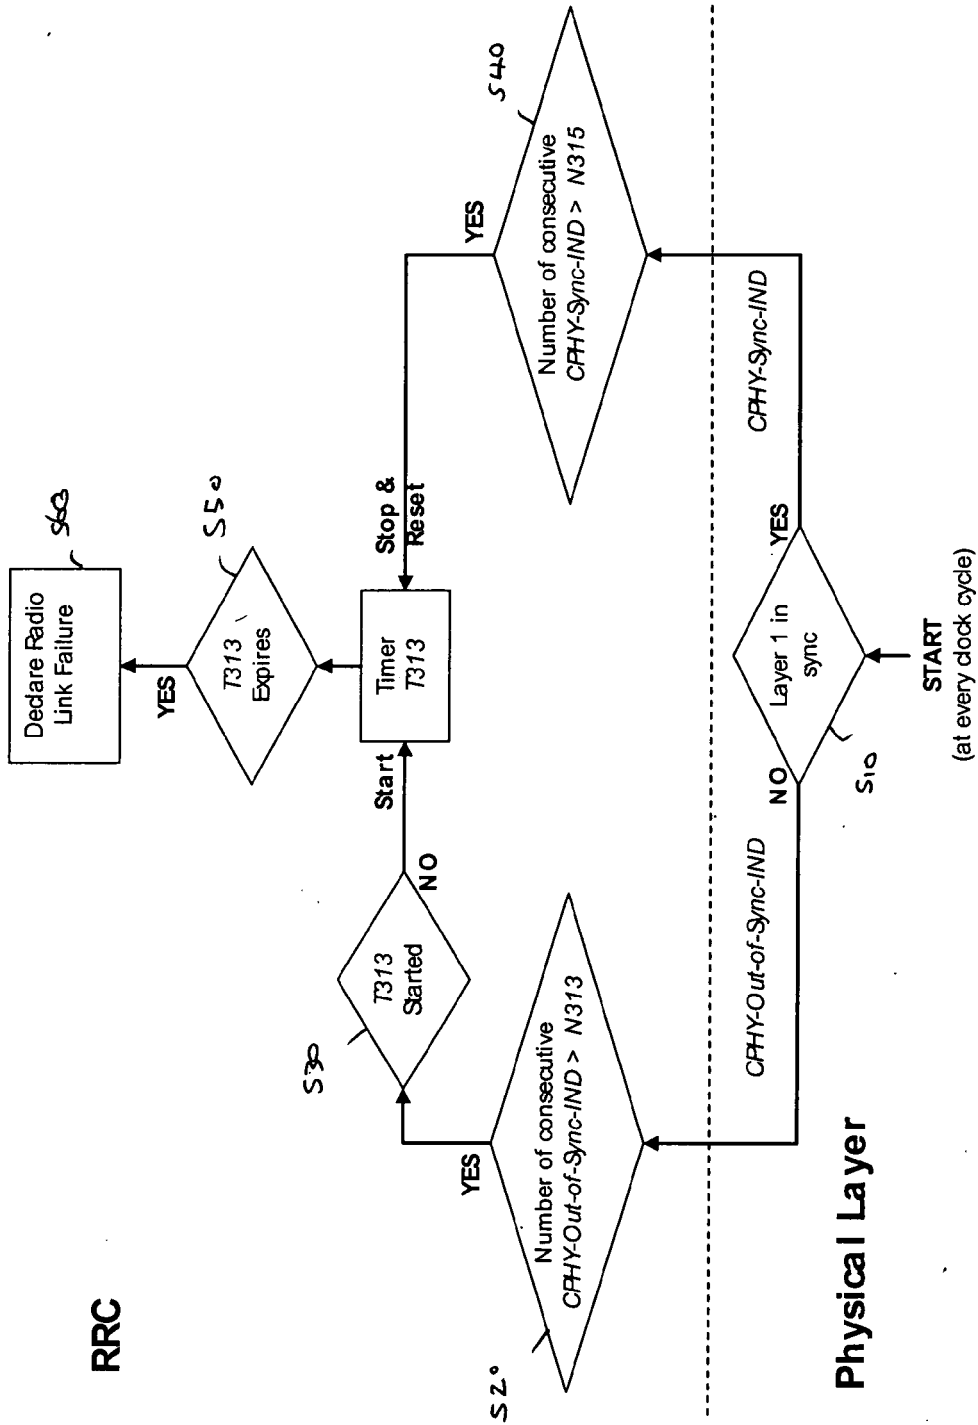 RRC
Declare Radio
Link Failure
S60
YES
T313
Expires
S50
Timer
T313
Start
Stop &
Reset
T313
Started
S30
NO
YES
Number of consecutive
CPHY-Out-of-Sync-IND > N313
S20
YES
Number of consecutive
CPHY-Sync-IND > N315
S40
Physical Layer
CPHY-Out-of-Sync-IND
CPHY-Sync-IND
NO
YES
Layer 1 in
sync
S10
START
(at every clock cycle)